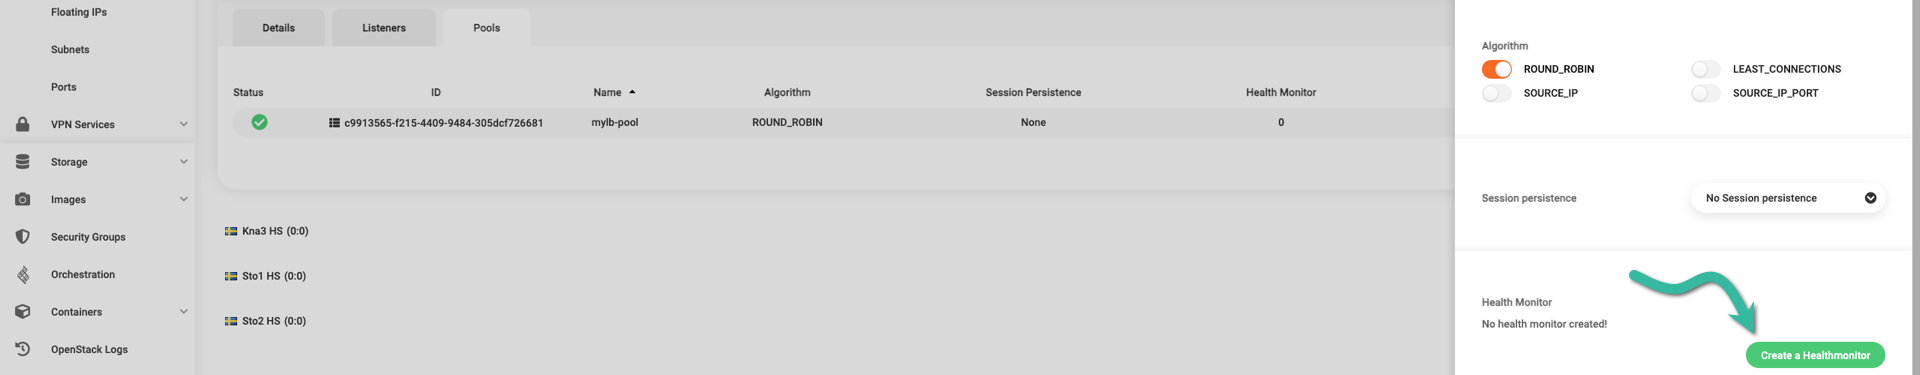 Floating IPs
Subnets
Ports
VPN Services
Storage
Images
Security Groups
Orchestration
Containers
OpenStack Logs
Details Listeners Pools
Status ID Name Algorithm Session Persistence Health Monitor
c9913565-f215-4409-9484-305dcf726681 mylb-pool ROUND_ROBIN None 0
Kna3 HS (0:0)
Sto1 HS (0:0)
Sto2 HS (0:0)
Algorithm
ROUND_ROBIN LEAST_CONNECTIONS
SOURCE_IP SOURCE_IP_PORT
Session persistence No Session persistence
Health Monitor
No health monitor created!
Create a Healthmonitor